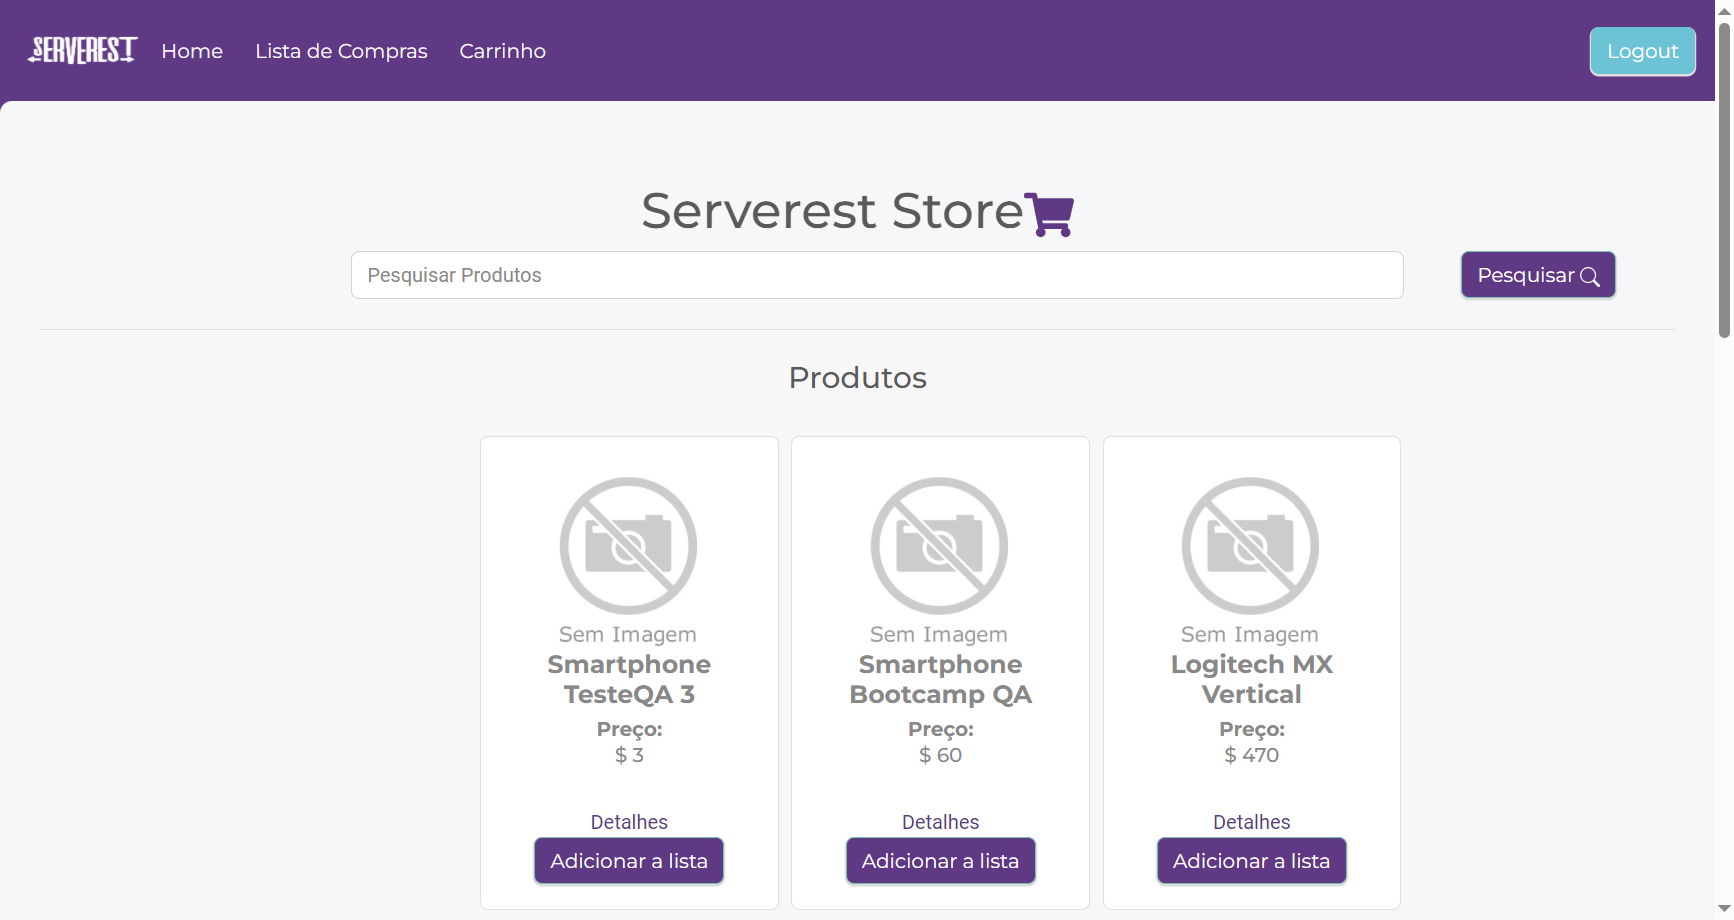 SERVEREST Home Lista de Compras Carrinho Logout
Serverest Store
Pesquisar Produtos Pesquisar
Produtos
Sem Imagem Sem Imagem Sem Imagem
Smartphone TesteQA 3 Smartphone Bootcamp QA Logitech MX Vertical
Preço: Preço: Preço:
$ 3 $ 60 $ 470
Detalhes Detalhes Detalhes
Adicionar a lista Adicionar a lista Adicionar a lista